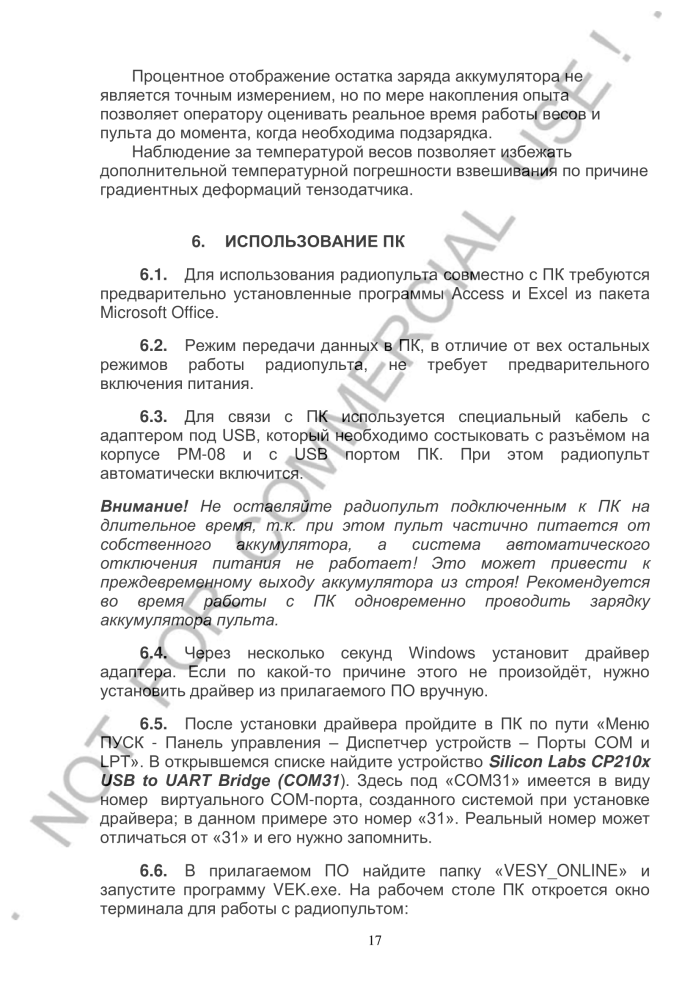 Процентное отображение остатка заряда аккумулятора не
является точным измерением, но по мере накопления опыта
позволяет оператору оценивать реальное время работы весов и
пульта до момента, когда необходима подзарядка.
Наблюдение за температурой весов позволяет избежать
дополнительной температурной погрешности взвешивания по причине
градиентных деформаций тензодатчика.
6. ИСПОЛЬЗОВАНИЕ ПК
6.1. Для использования радиопульта совместно с ПК требуются
предварительно установленные программы Access и Excel из пакета
Microsoft Office.
6.2. Режим передачи данных в ПК, в отличие от вех остальных
режимов работы радиопульта, не требует предварительного
включения питания.
6.3. Для связи с ПК используется специальный кабель с
адаптером под USB, который необходимо состыковать с разъёмом на
корпусе РМ-08 и с USB портом ПК. При этом радиопульт
автоматически включится.
Внимание! Не оставляйте радиопульт подключенным к ПК на
длительное время, т.к. при этом пульт частично питается от
собственного аккумулятора, а система автоматического
отключения питания не работает! Это может привести к
преждевременному выходу аккумулятора из строя! Рекомендуется
во время работы с ПК одновременно проводить зарядку
аккумулятора пульта.
6.4. Через несколько секунд Windows установит драйвер
адаптера. Если по какой-то причине этого не произойдёт, нужно
установить драйвер из прилагаемого ПО вручную.
6.5. После установки драйвера пройдите в ПК по пути «Меню
ПУСК - Панель управления – Диспетчер устройств – Порты COM и
LPT». В открывшемся списке найдите устройство Silicon Labs CP210x
USB to UART Bridge (COM31). Здесь под «COM31» имеется в виду
номер виртуального COM-порта, созданного системой при установке
драйвера; в данном примере это номер «31». Реальный номер может
отличаться от «31» и его нужно запомнить.
6.6. В прилагаемом ПО найдите папку «VESY_ONLINE» и
запустите программу VEK.exe. На рабочем столе ПК откроется окно
терминала для работы с радиопультом:
17
NOT FOR COMMERCIAL USE !